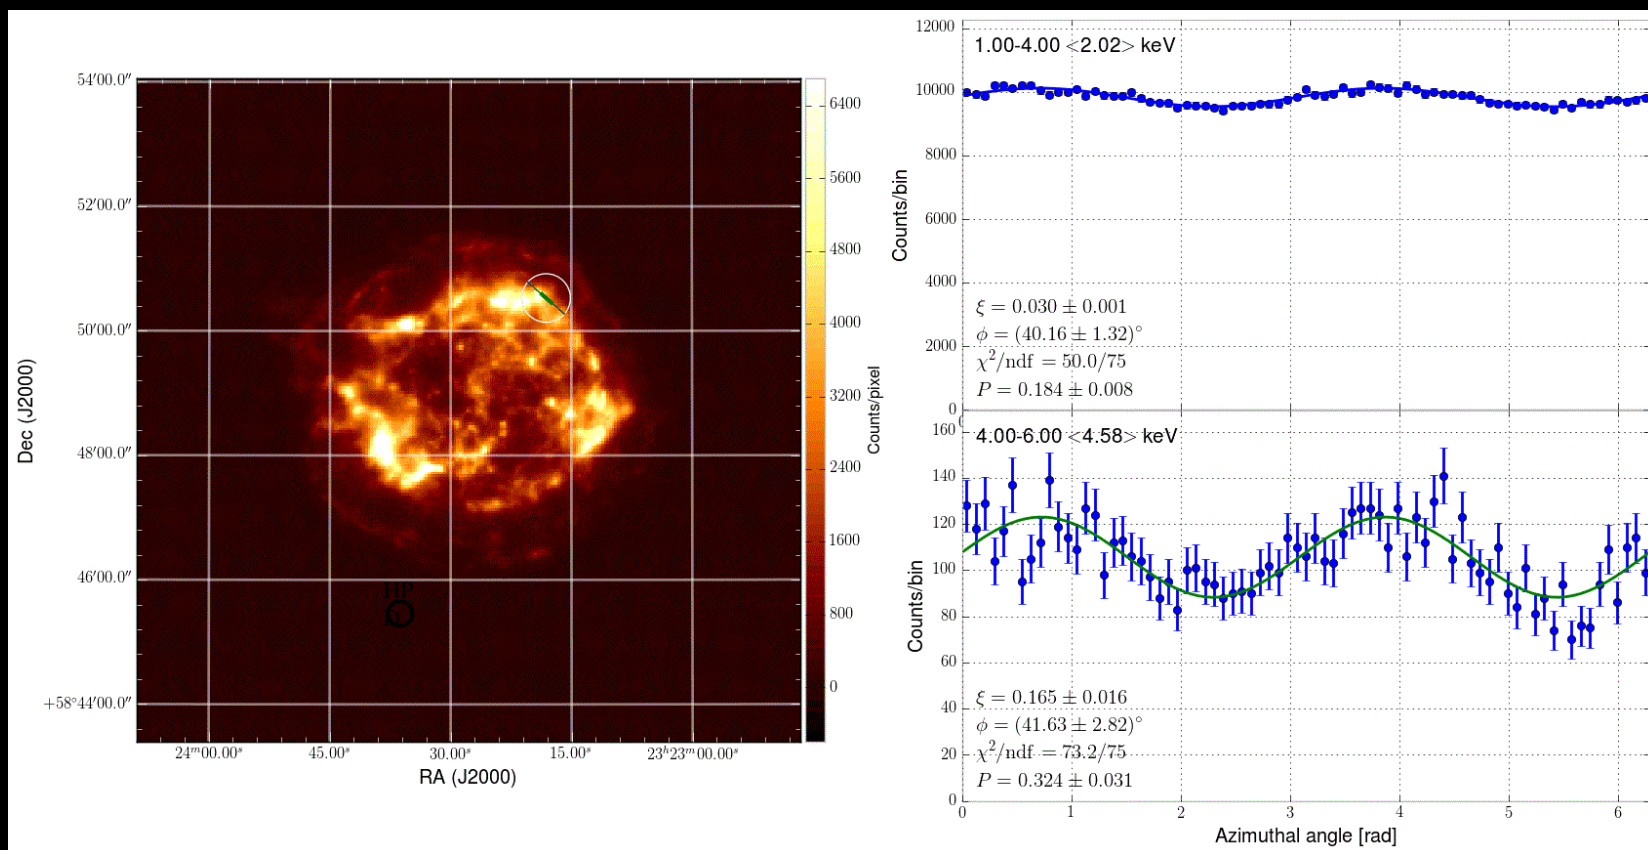 54′00.0″
52′00.0″
50′00.0″
48′00.0″
46′00.0″
+58°44′00.0″
Dec (J2000)
24ᵐ00.00ˢ 45.00ˢ 30.00ˢ 15.00ˢ 23ʰ23ᵐ00.00ˢ
RA (J2000)
HP
6400
5600
4800
4000
3200
2400
1600
800
0
Counts/pixel
12000
10000
8000
6000
4000
2000
0
Counts/bin
1.00-4.00 <2.02> keV
ξ = 0.030 ± 0.001
ϕ = (40.16 ± 1.32)°
χ²/ndf = 50.0/75
P = 0.184 ± 0.008
160
140
120
100
80
60
40
20
0
Counts/bin
4.00-6.00 <4.58> keV
ξ = 0.165 ± 0.016
ϕ = (41.63 ± 2.82)°
χ²/ndf = 73.2/75
P = 0.324 ± 0.031
0 1 2 3 4 5 6
Azimuthal angle [rad]